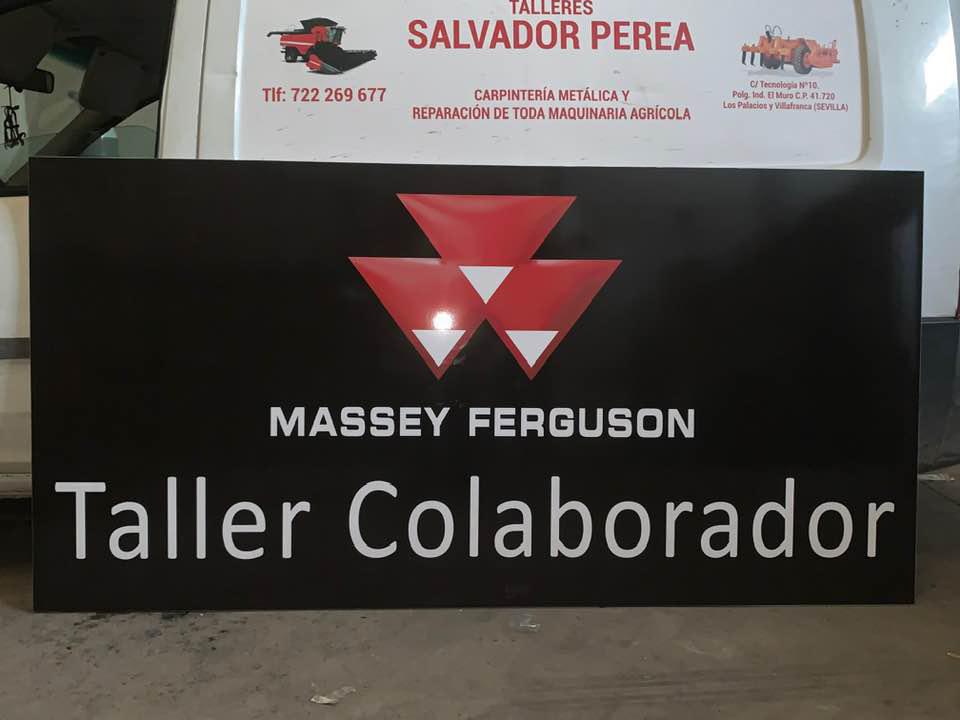 TALLERES
SALVADOR PEREA
Tlf: 722 269 677
CARPINTERÍA METÁLICA Y
REPARACIÓN DE TODA MAQUINARIA AGRÍCOLA
C/ Tecnología Nº10.
Polg. Ind. El Muro C.P. 41.720
Los Palacios y Villafranca (SEVILLA)
MASSEY FERGUSON
Taller Colaborador